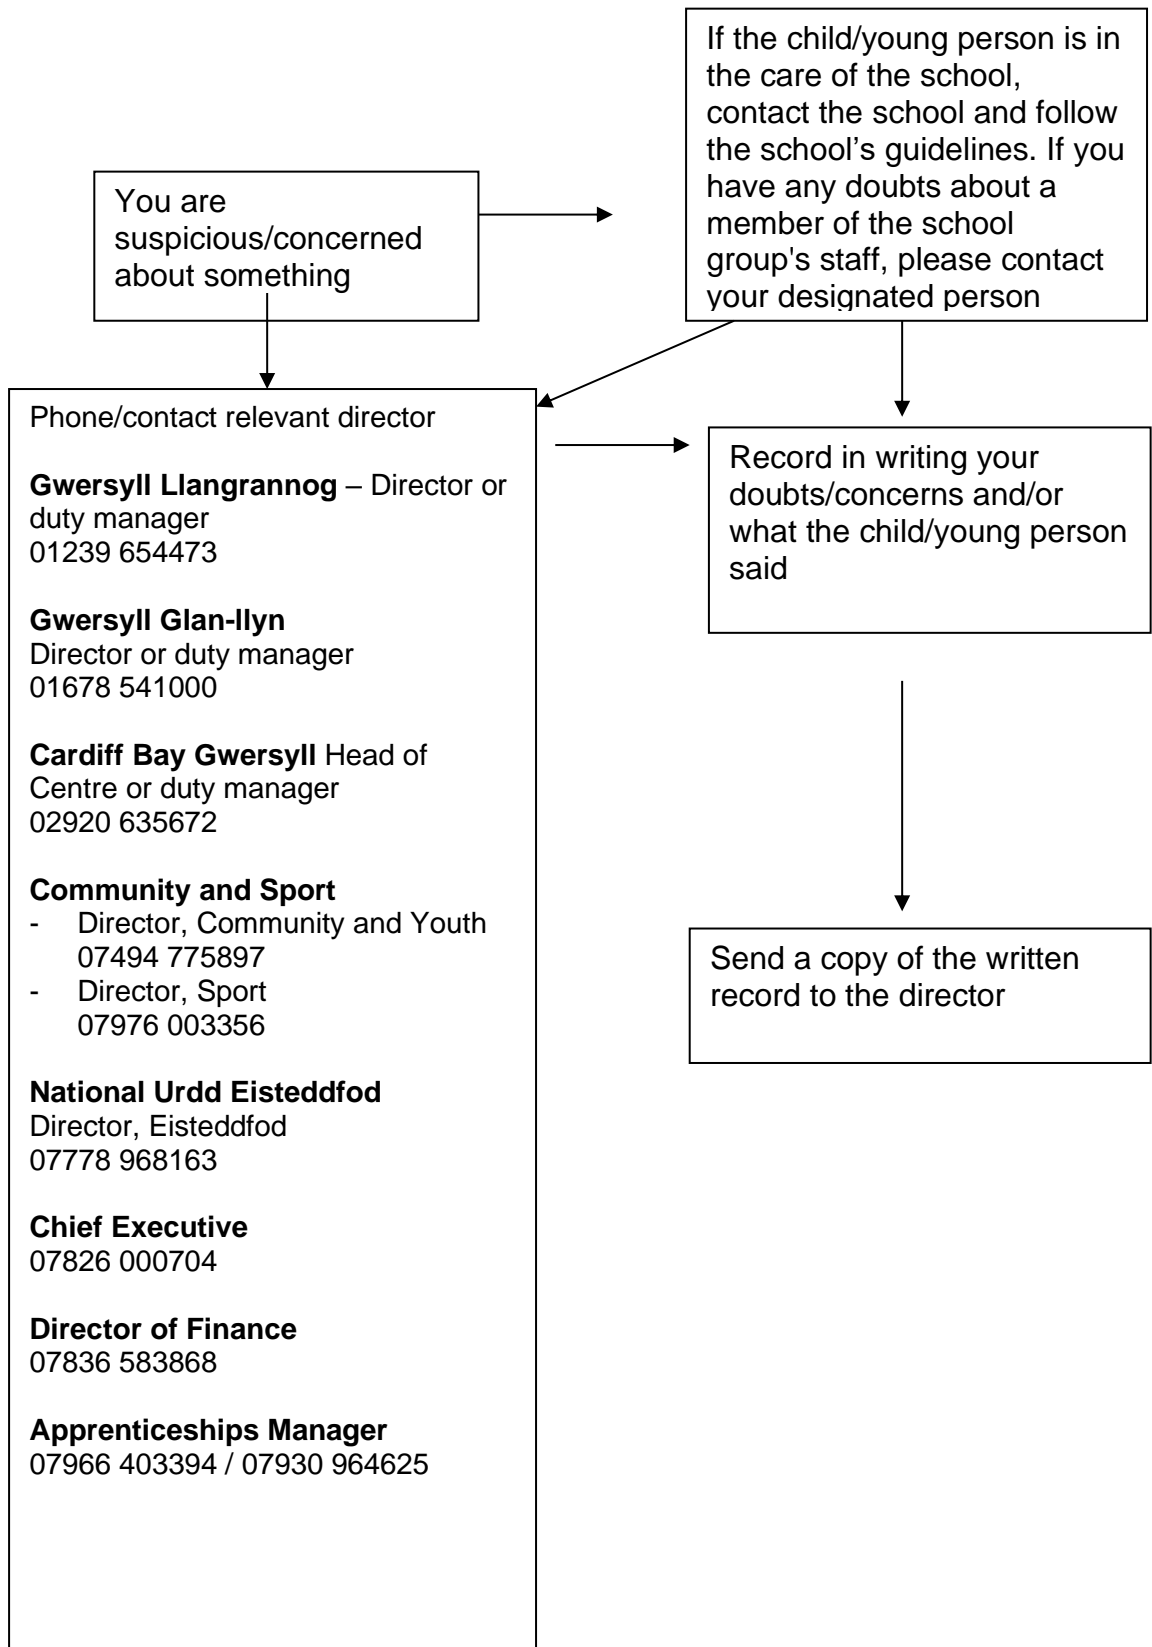 If the child/young person is in
the care of the school,
contact the school and follow
the school’s guidelines. If you
have any doubts about a
member of the school
group's staff, please contact
your designated person
You are
suspicious/concerned
about something
Phone/contact relevant director
Gwersyll Llangrannog – Director or
duty manager
01239 654473
Gwersyll Glan-llyn
Director or duty manager
01678 541000
Cardiff Bay Gwersyll Head of
Centre or duty manager
02920 635672
Community and Sport
- Director, Community and Youth
07494 775897
- Director, Sport
07976 003356
National Urdd Eisteddfod
Director, Eisteddfod
07778 968163
Chief Executive
07826 000704
Director of Finance
07836 583868
Apprenticeships Manager
07966 403394 / 07930 964625
Record in writing your
doubts/concerns and/or
what the child/young person
said
Send a copy of the written
record to the director